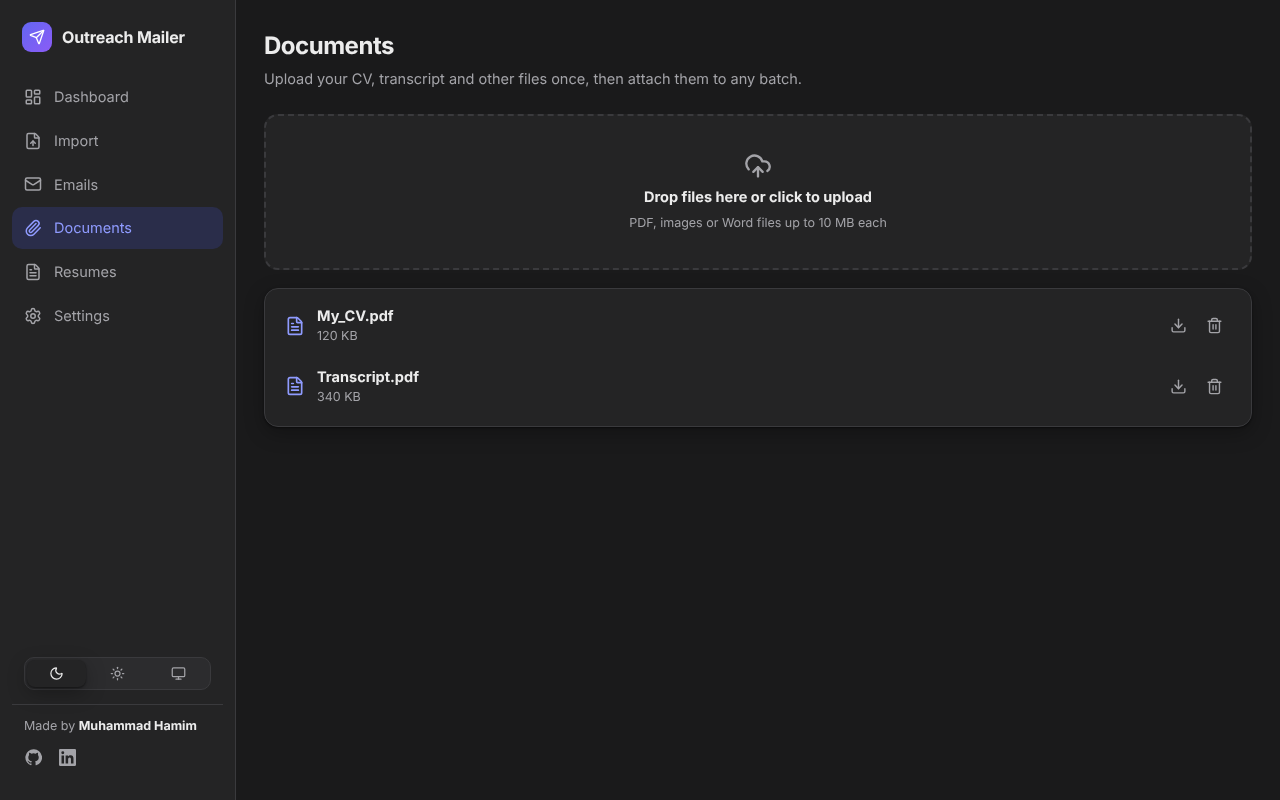 Outreach Mailer
Dashboard
Import
Emails
Documents
Resumes
Settings
Made by Muhammad Hamim
Documents
Upload your CV, transcript and other files once, then attach them to any batch.
Drop files here or click to upload
PDF, images or Word files up to 10 MB each
My_CV.pdf
120 KB
Transcript.pdf
340 KB